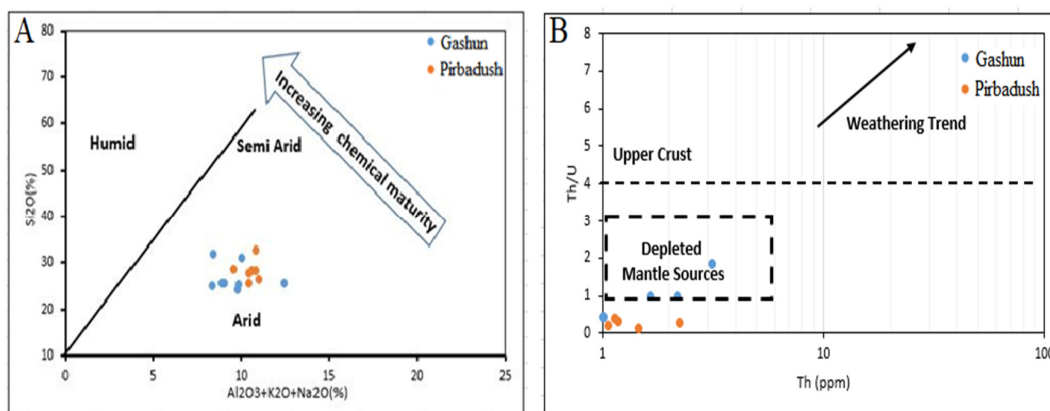 A
80
70
60
50
40
30
20
10
Si2O[%)
0
5
10
15
20
25
Al2O3+K2O+Na2O(%)
Gashun
Pirbadush
Humid
Semi Arid
Increasing chemical maturity
Arid
B
8
7
6
5
4
3
2
1
0
Th/U
1
10
100
Th (ppm)
Gashun
Pirbadush
Weathering Trend
Upper Crust
Depleted
Mantle Sources